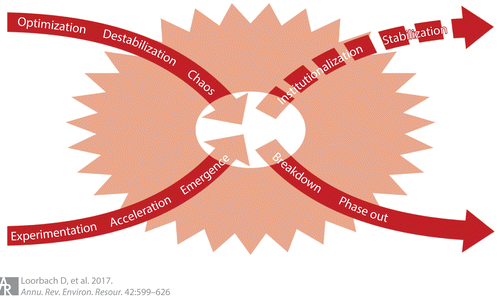 Optimization
Destabilization
Chaos
Institutionalization
Stabilization
Experimentation
Acceleration
Emergence
Breakdown
Phase out
AR
Loorbach D, et al. 2017.
Annu. Rev. Environ. Resour. 42:599–626